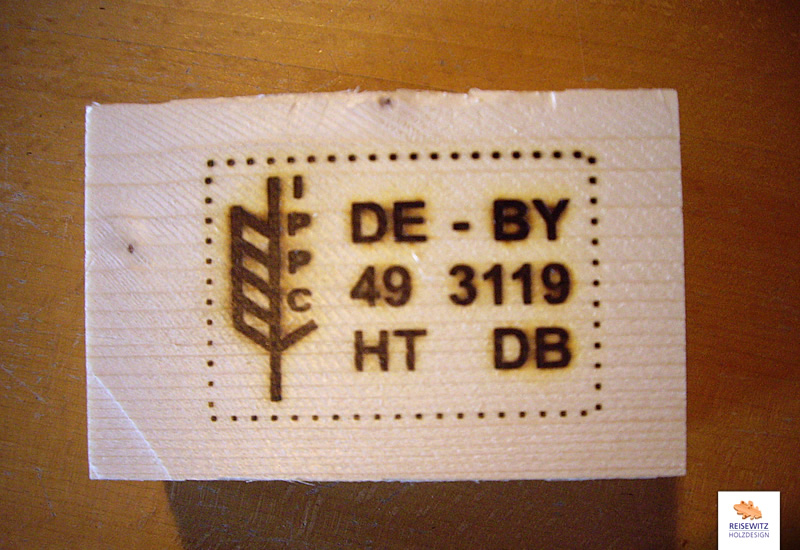 IPPC
DE - BY
49 3119
HT DB
REISEWITZ
HOLZDESIGN